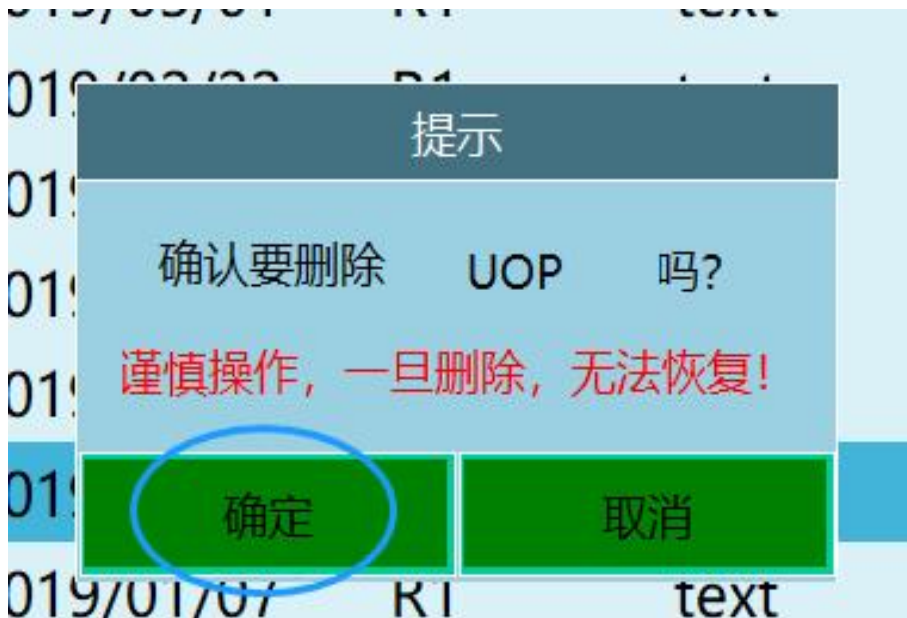 提示
确认要删除 UOP 吗?
谨慎操作，一旦删除，无法恢复!
确定 取消
019/01/07 R1 text